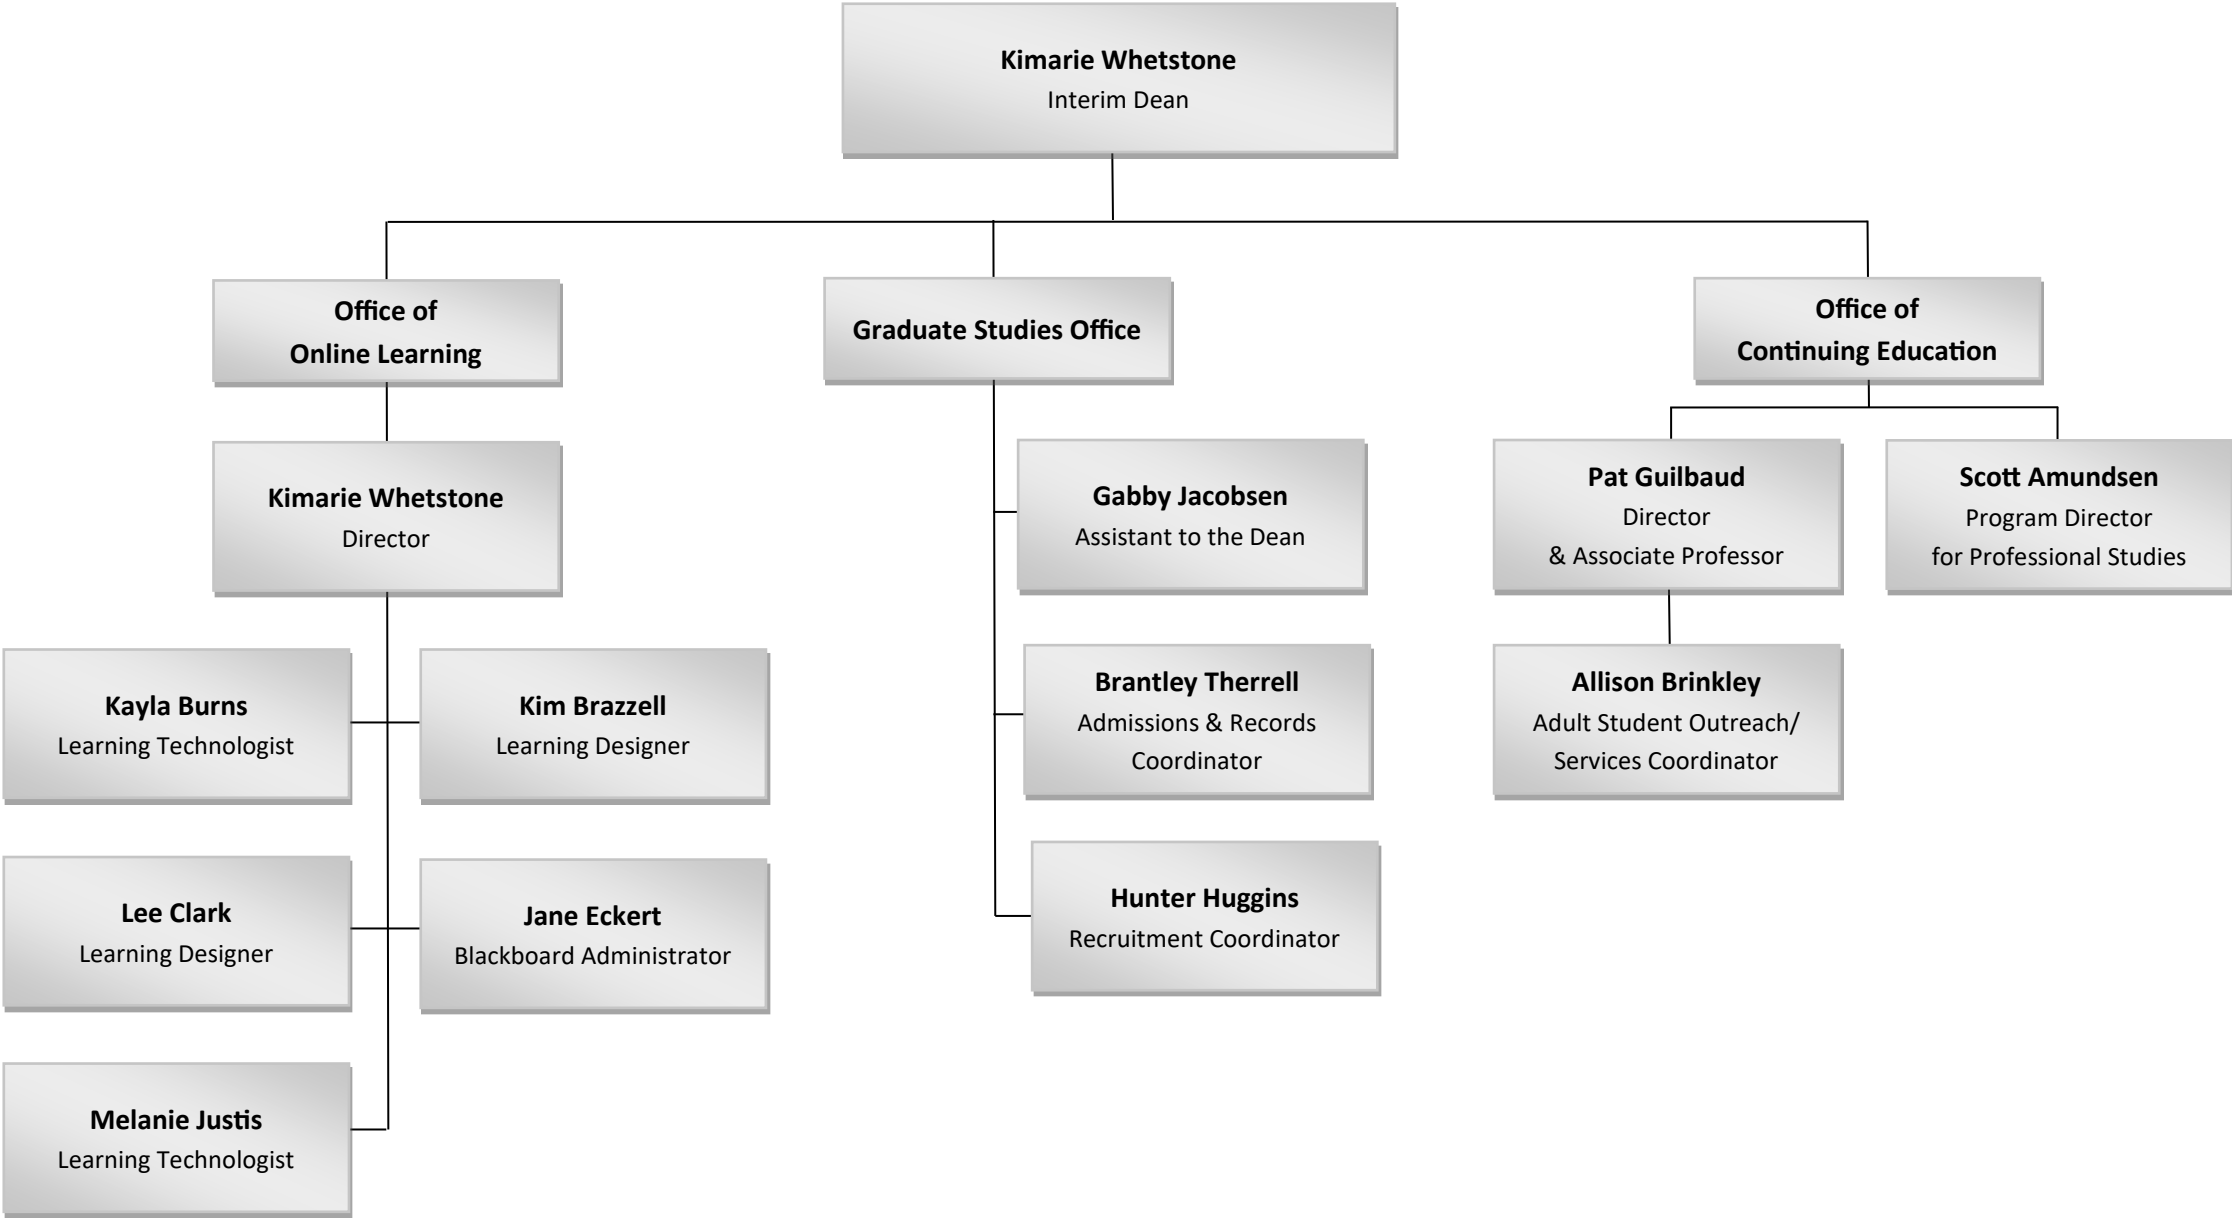 Kimarie Whetstone
Interim Dean
Office of
Online Learning
Kimarie Whetstone
Director
Kayla Burns
Learning Technologist
Kim Brazzell
Learning Designer
Lee Clark
Learning Designer
Jane Eckert
Blackboard Administrator
Melanie Justis
Learning Technologist
Graduate Studies Office
Gabby Jacobsen
Assistant to the Dean
Brantley Therrell
Admissions & Records
Coordinator
Hunter Huggins
Recruitment Coordinator
Office of
Continuing Education
Pat Guilbaud
Director
& Associate Professor
Allison Brinkley
Adult Student Outreach/
Services Coordinator
Scott Amundsen
Program Director
for Professional Studies